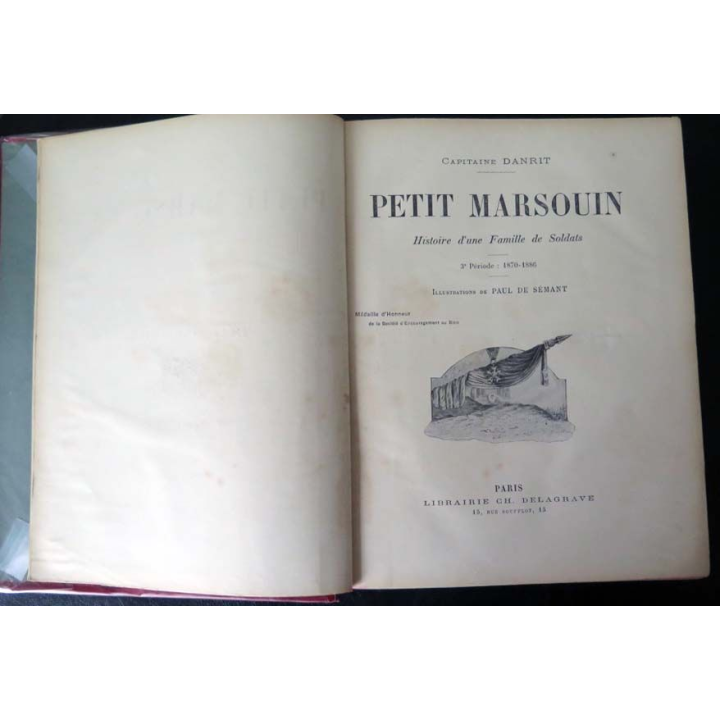 Capitaine DANRIT
PETIT MARSOUIN
Histoire d'une Famille de Soldats
3e Période : 1870-1886
Illustrations de PAUL DE SÉMANT
Médaille d'Honneur
de la Société d'Encouragement au Bien
PARIS
LIBRAIRIE CH. DELAGRAVE
15, RUE SOUFFLOT, 15